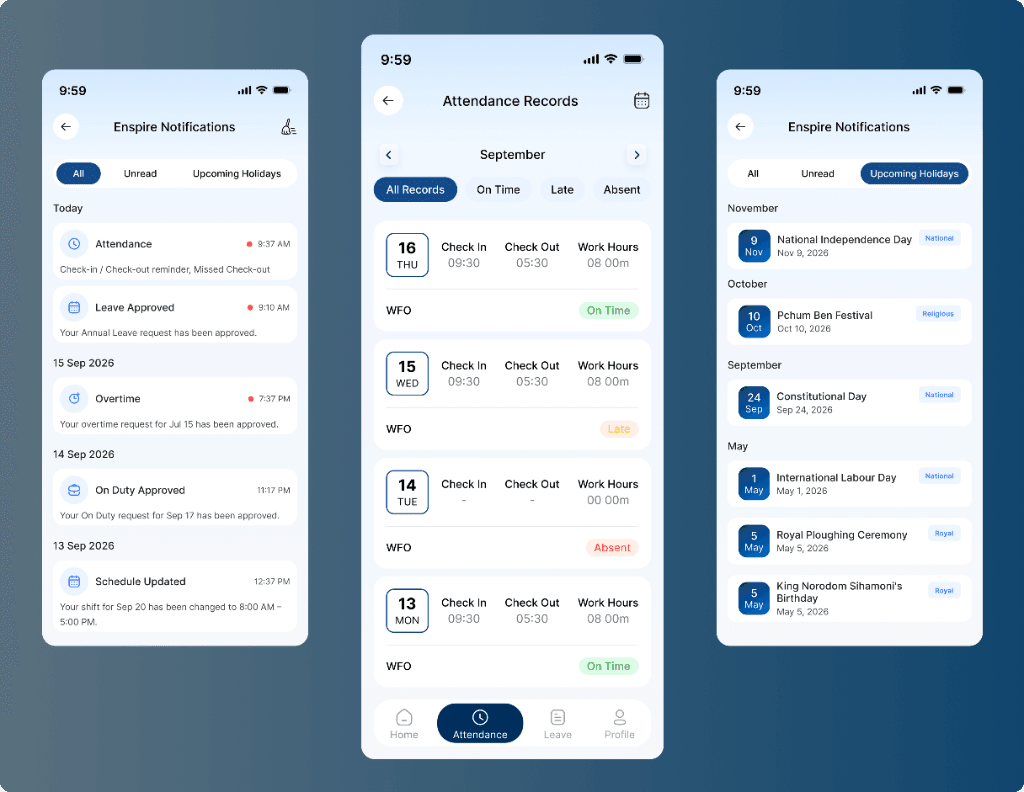 9:59
Enspire Notifications
All Unread Upcoming Holidays
Today
Attendance 9:37 AM
Check-in / Check-out reminder, Missed Check-out
Leave Approved 9:10 AM
Your Annual Leave request has been approved.
15 Sep 2026
Overtime 7:37 PM
Your overtime request for Jul 15 has been approved.
14 Sep 2026
On Duty Approved 11:17 PM
Your On Duty request for Sep 17 has been approved.
13 Sep 2026
Schedule Updated 12:37 PM
Your shift for Sep 20 has been changed to 8:00 AM –
5:00 PM.
9:59
Attendance Records
September
All Records On Time Late Absent
16 THU Check In Check Out Work Hours
09:30 05:30 08 00m
WFO On Time
15 WED Check In Check Out Work Hours
09:30 05:30 08 00m
WFO Late
14 TUE Check In Check Out Work Hours
- - 00 00m
WFO Absent
13 MON Check In Check Out Work Hours
09:30 05:30 08 00m
WFO On Time
Home Attendance Leave Profile
9:59
Enspire Notifications
All Unread Upcoming Holidays
November
9 Nov National Independence Day National
Nov 9, 2026
October
10 Oct Pchum Ben Festival Religious
Oct 10, 2026
September
24 Sep Constitutional Day National
Sep 24, 2026
May
1 May International Labour Day National
May 1, 2026
5 May Royal Ploughing Ceremony Royal
May 5, 2026
5 May King Norodom Sihamoni's Royal
Birthday
May 5, 2026